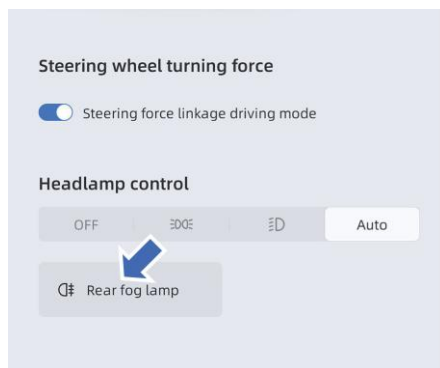 Steering wheel turning force
Steering force linkage driving mode
Headlamp control
OFF Auto
Rear fog lamp